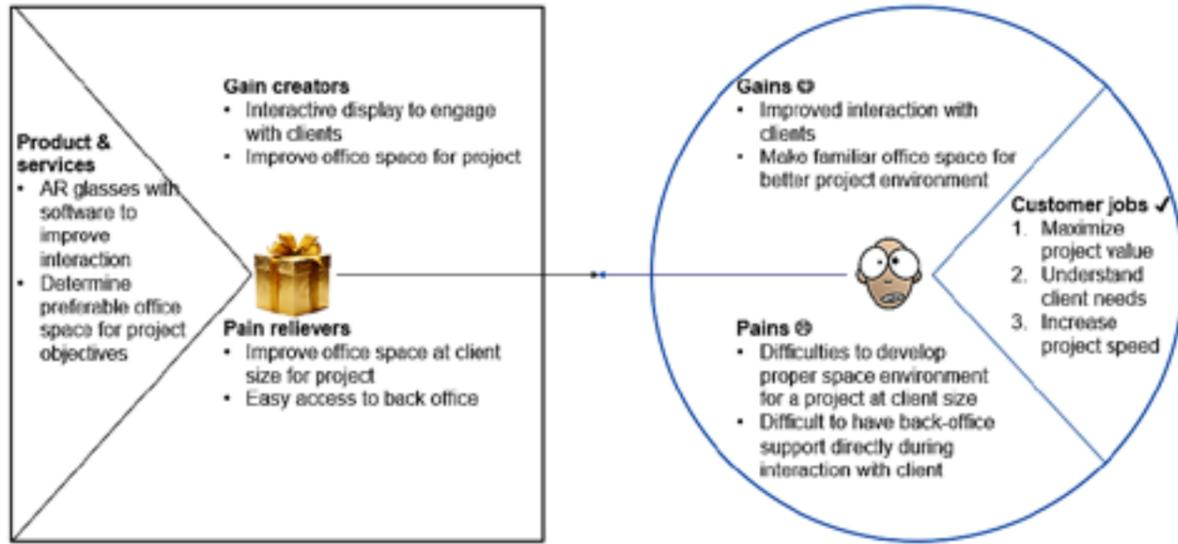 Product &
services
• AR glasses with
software to
improve
interaction
• Determine
preferable office
space for project
objectives
Gain creators
• Interactive display to engage
with clients
• Improve office space for project
Pain relievers
• Improve office space at client
size for project
• Easy access to back office
Gains ☺
• Improved interaction with
clients
• Make familiar office space for
better project environment
Pains ☹
• Difficulties to develop
proper space environment
for a project at client size
• Difficult to have back-office
support directly during
interaction with client
Customer jobs ✓
1. Maximize
project value
2. Understand
client needs
3. Increase
project speed